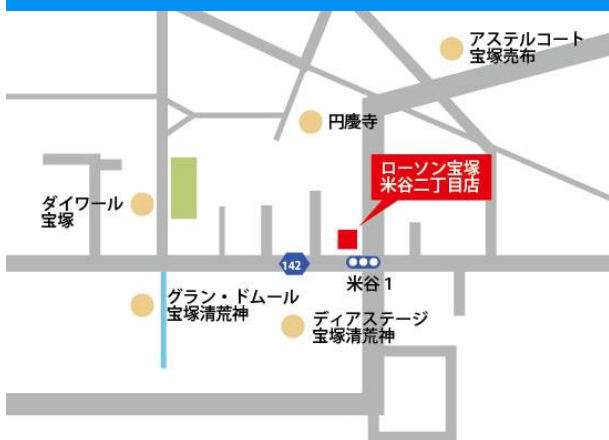 アステルコート
宝塚売布
円慶寺
ローソン宝塚
米谷二丁目店
ダイワール
宝塚
142
米谷1
グラン・ドムール
宝塚清荒神
ディアステージ
宝塚清荒神